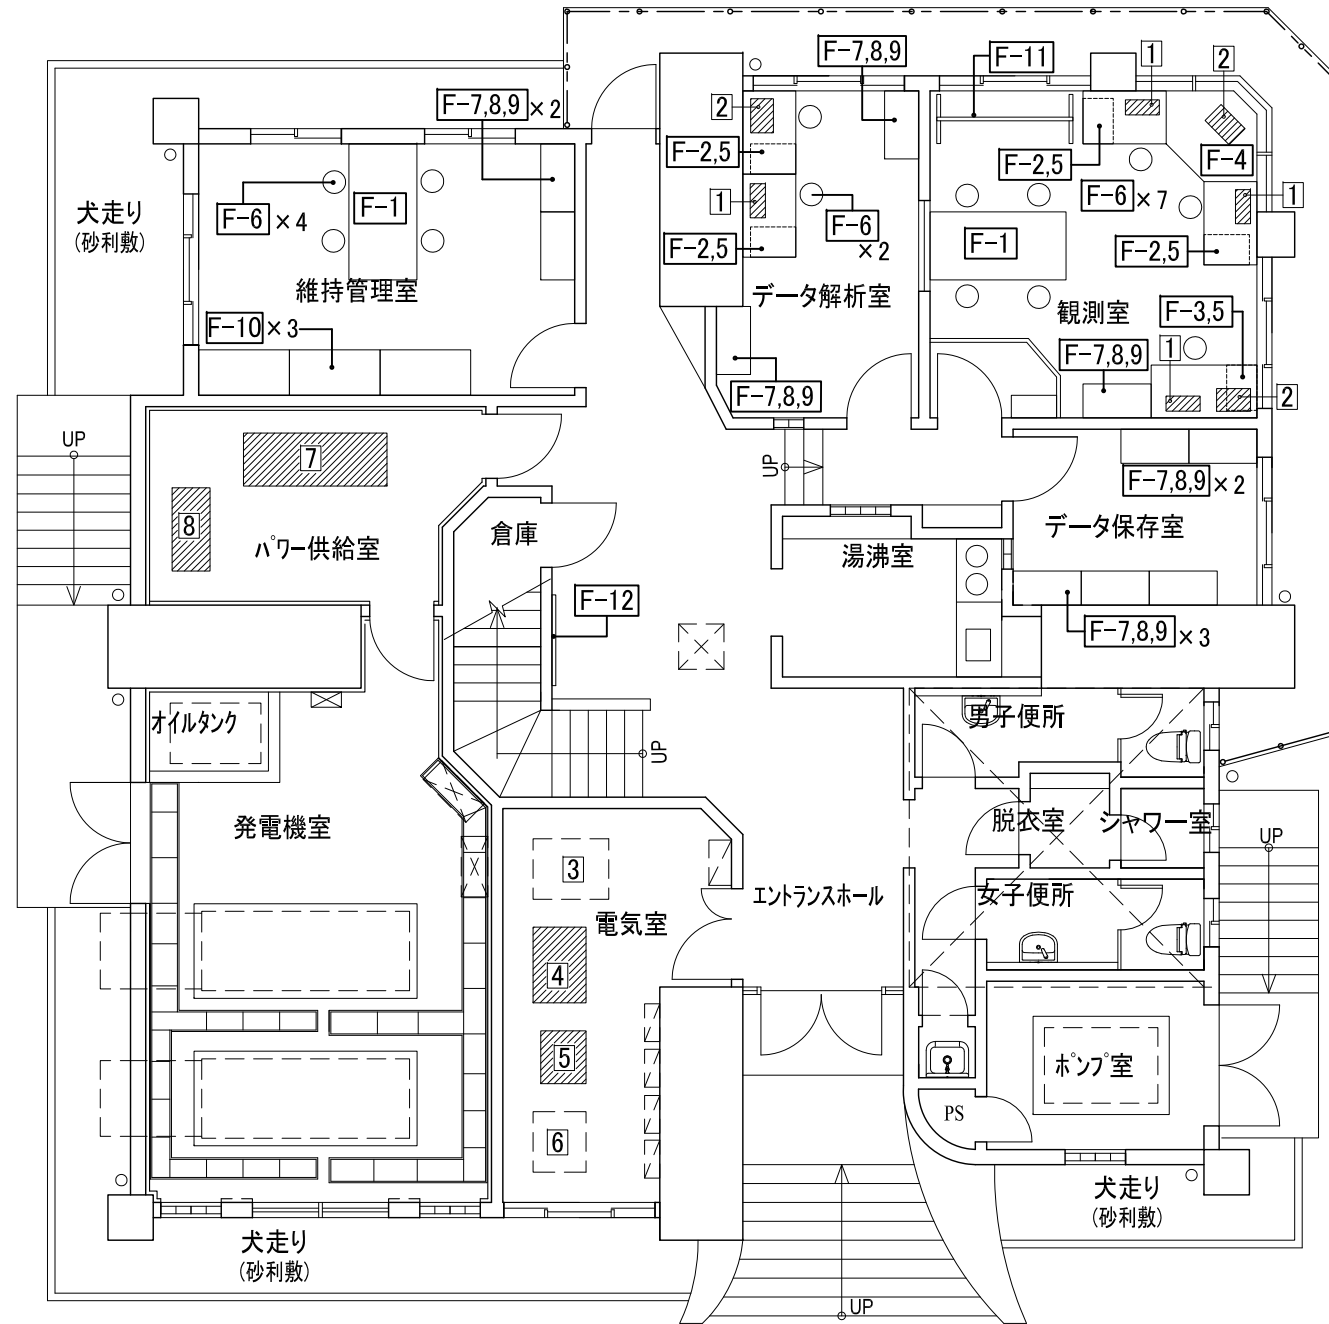 F-7,8,9
F-11
1
2
F-7,8,9 ×2
2
F-2,5
F-2,5
F-4
F-6
F-1
1
F-6 ×7
1
犬走り
(砂利敷)
F-6 ×4
F-6
×2
F-1
F-2,5
F-2,5
維持管理室
データ解析室
観測室
F-3,5
F-10 ×3
1
F-7,8,9
F-7,8,9
2
UP
7
UP
F-7,8,9 ×2
8
倉庫
データ保存室
パワー供給室
湯沸室
F-12
F-7,8,9 ×3
オイルタンク
男子便所
UP
発電機室
脱衣室
シャワー室
UP
3
エントランスホール
女子便所
電気室
4
5
ポンプ室
PS
6
犬走り
(砂利敷)
犬走り
(砂利敷)
UP